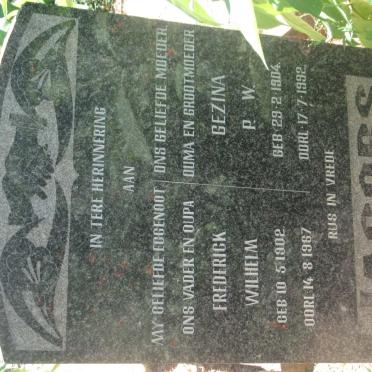 IN TERE HERINNERING
AAN
MY GELIEFDE EGGENOOT, ONS GELIEFDE MOEDER,
ONS VADER EN OUPA OUMA EN GROOTMOEDER
FREDERICK GEZINA
WILHELM P. W.
GEB 10·5·1902. GEB 29·2·1904.
OORL 14·8·1967. OORL 17·7·1992.
RUS IN VREDE.
JACOBS